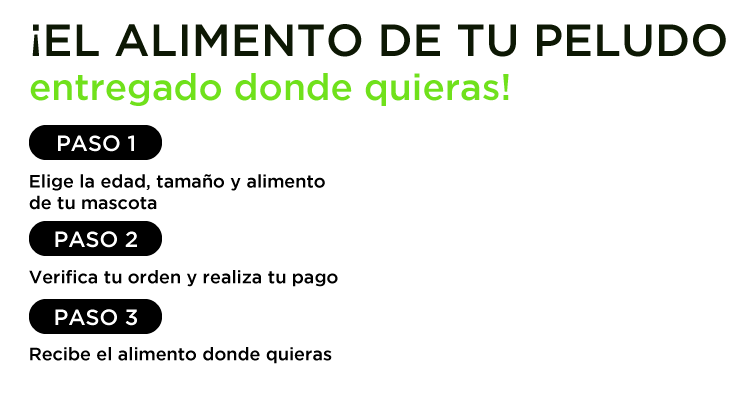 ¡EL ALIMENTO DE TU PELUDO
entregado donde quieras!
PASO 1
Elige la edad, tamaño y alimento
de tu mascota
PASO 2
Verifica tu orden y realiza tu pago
PASO 3
Recibe el alimento donde quieras